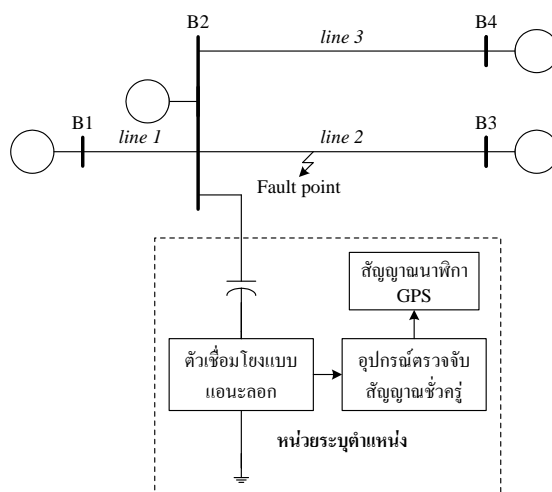 B2
B4
line 3
B1
line 1
line 2
B3
Fault point
สัญญาณนาฬิกา
GPS
ตัวเชื่อมโยงแบบ
แอนะลอก
อุปกรณ์ตรวจจับ
สัญญาณชั่วครู่
หน่วยระบุตำแหน่ง